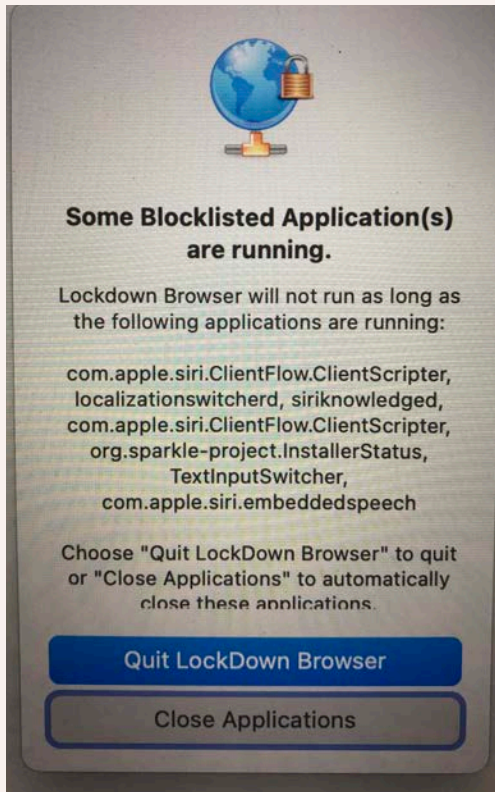 Some Blocklisted Application(s)
are running.
Lockdown Browser will not run as long as
the following applications are running:
com.apple.siri.ClientFlow.ClientScripter,
localizationswitcherd, siriknowledged,
com.apple.siri.ClientFlow.ClientScripter,
org.sparkle-project.InstallerStatus,
TextInputSwitcher,
com.apple.siri.embeddedspeech
Choose "Quit LockDown Browser" to quit
or "Close Applications" to automatically
close these applications.
Quit LockDown Browser
Close Applications